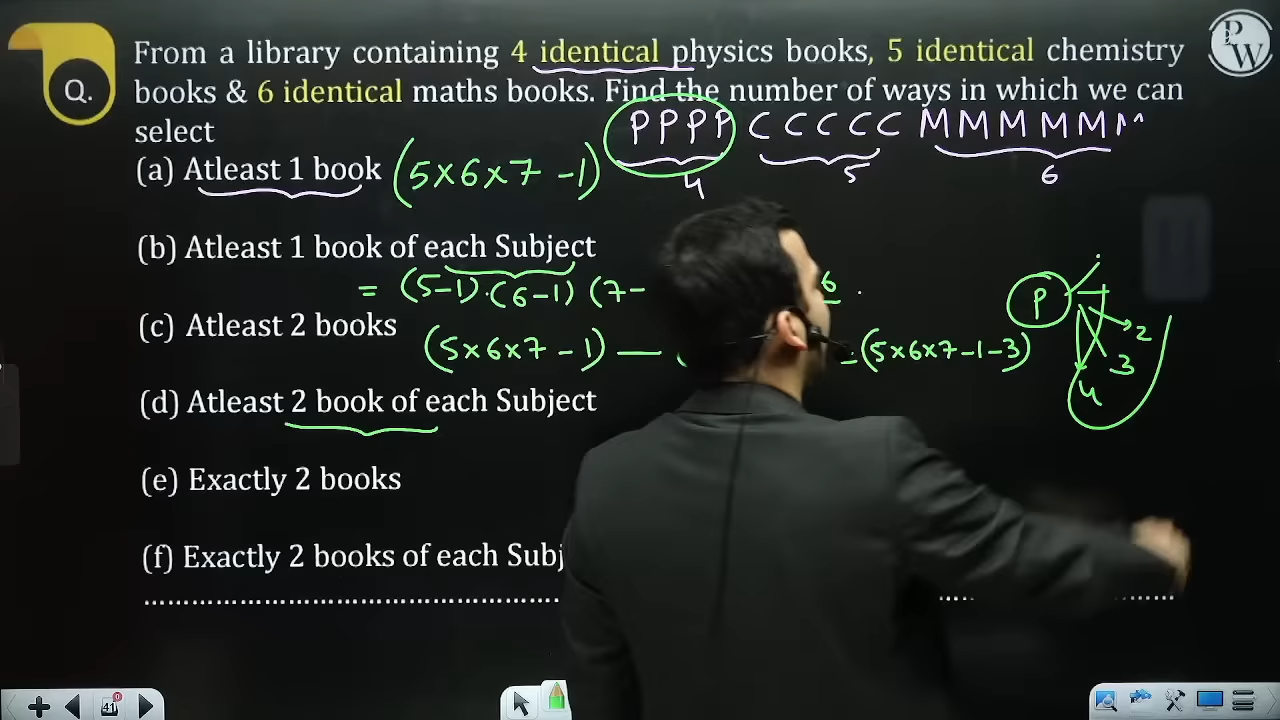 Q.
From a library containing 4 identical physics books, 5 identical chemistry
books & 6 identical maths books. Find the number of ways in which we can
select
PPPP CCCCC MMMMMM
4 5 6
(a) Atleast 1 book (5×6×7 -1)
(b) Atleast 1 book of each Subject
= (5-1).(6-1) (7-
6
(c) Atleast 2 books
(5×6×7 -1) — (5×6×7-1-3)
P
2
3
4
(d) Atleast 2 book of each Subject
(e) Exactly 2 books
(f) Exactly 2 books of each Subj
PW
41
0